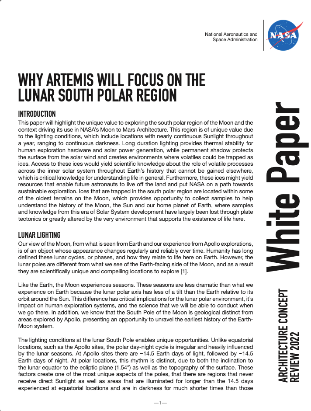 National Aeronautics and
Space Administration
NASA
WHY ARTEMIS WILL FOCUS ON THE
LUNAR SOUTH POLAR REGION
INTRODUCTION
This paper will highlight the unique value to exploring the south polar region of the Moon and the
context driving its use in NASA's Moon to Mars Architecture. This region is of unique value due
to the lighting conditions, which include locations with nearly continuous Sunlight throughout
a year, ranging to continuous darkness. Long duration lighting provides thermal stability for
human exploration hardware and solar power generation, while permanent shadow protects
the surface from the solar wind and creates environments where volatiles could be trapped as
ices. Access to these ices would yield scientific knowledge about the role of volatile processes
across the inner solar system throughout Earth's history that cannot be gained elsewhere,
which is critical knowledge for understanding life in general. Furthermore, these ices might yield
resources that enable future astronauts to live off the land and put NASA on a path towards
sustainable exploration. Ices that are trapped in the south polar region are located within some
of the oldest terrains on the Moon, which provides opportunity to collect samples to help
understand the history of the Moon, the Sun and our home planet of Earth, where samples
and knowledge from this era of Solar System development have largely been lost through plate
tectonics or greatly altered by the very environment that supports the existence of life here.
LUNAR LIGHTING
Our view of the Moon, from what is seen from Earth and our experiences from Apollo explorations,
is of an object whose appearance changes regularly and reliably over time. Humanity has long
defined these lunar cycles, or phases, and how they relate to life here on Earth. However, the
Lunar poles are different from what we see of the Earth-facing side of the Moon, and as a result
they are scientifically unique and compelling locations to explore [1].
Like the Earth, the Moon experiences seasons. These seasons are less dramatic than what we
experience on Earth because the lunar polar axis has less of a tilt than the Earth relative to its
orbit around the Sun. This difference has critical implications for the lunar polar environment, it's
impact on human exploration systems, and the science that we will be able to conduct when
we go there. In addition, we know that the South Pole of the Moon is geologically distinct from
areas explored by Apollo, presenting an opportunity to unravel the earliest history of the Earth-
Moon system.
The lighting conditions at the lunar South Pole enables unique opportunities. Unlike equatorial
locations, such as the Apollo sites, the polar day-night cycle is irregular and heavily influenced
by the lunar seasons. At Apollo sites there are ~14.5 Earth days of light, followed by ~14.5
Earth days of night. At polar locations, this rhythm is distinct, due to both the inclination of
the lunar equator to the ecliptic plane (1.54°) as well as the topography of the surface. These
factors create one of the most unique aspects of the poles, that there are regions that never
receive direct Sunlight as well as areas that are illuminated for longer than the 14.5 days
experienced at equatorial locations and are in darkness for much shorter times than those
—1—
White Paper
ARCHITECTURE CONCEPT
REVIEW 2022